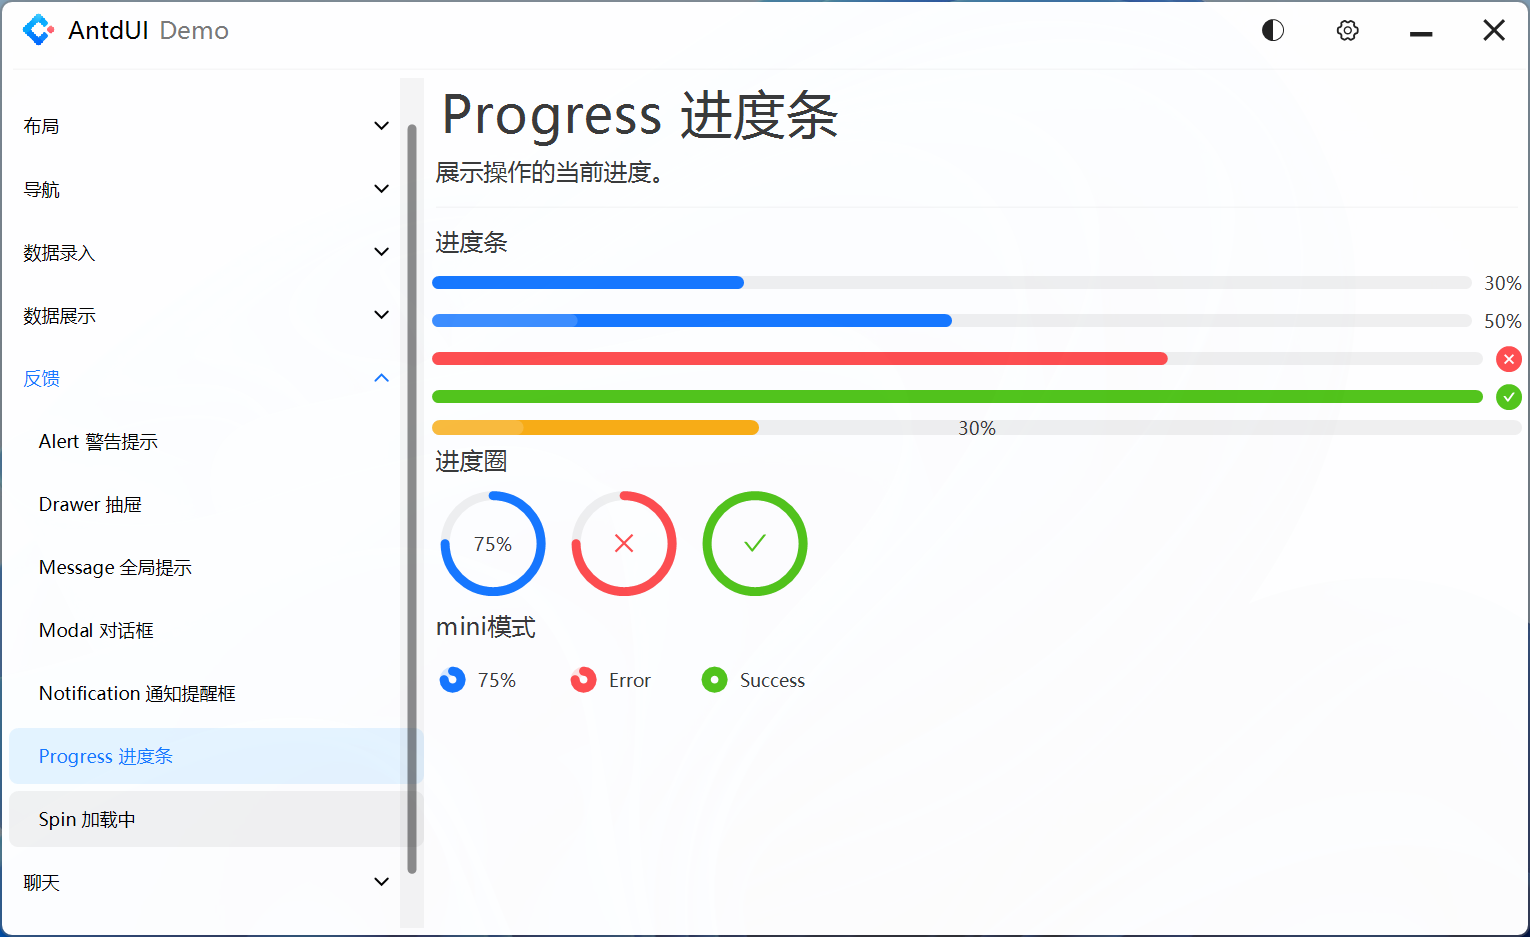 AntdUI Demo
布局
导航
数据录入
数据展示
反馈
Alert 警告提示
Drawer 抽屉
Message 全局提示
Modal 对话框
Notification 通知提醒框
Progress 进度条
Spin 加载中
聊天
Progress 进度条
展示操作的当前进度。
进度条
30%
50%
30%
进度圈
75%
mini模式
75% Error Success